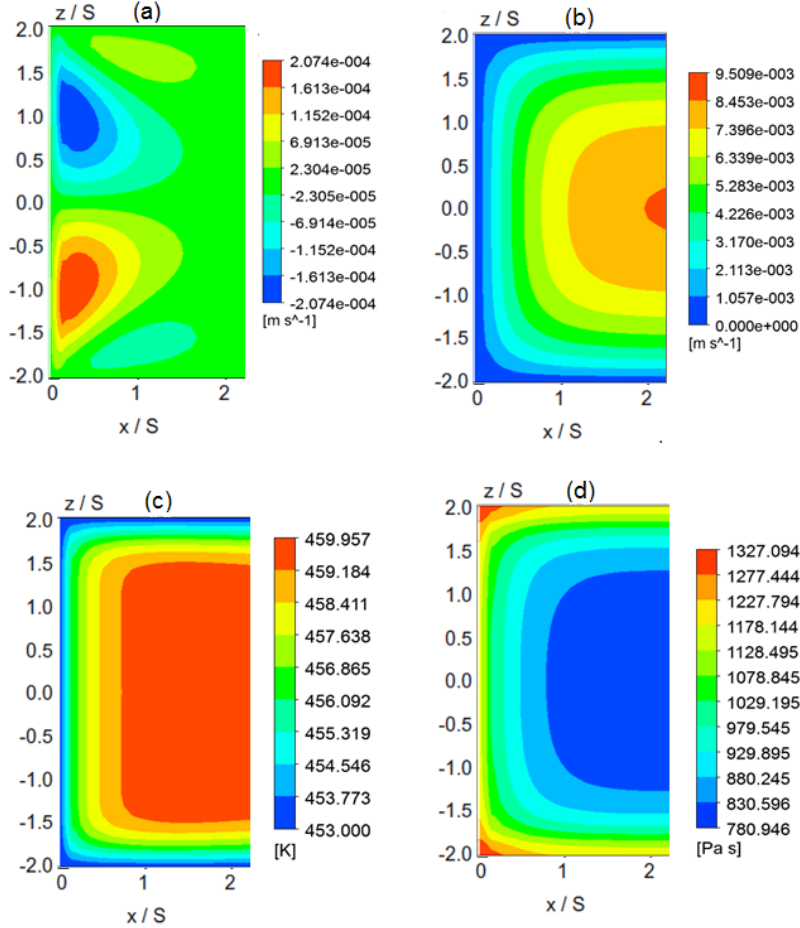 z / S (a)
2.0
1.5
1.0
0.5
0.0
-0.5
-1.0
-1.5
-2.0
0 1 2
x / S
2.074e-004
1.613e-004
1.152e-004
6.913e-005
2.304e-005
-2.305e-005
-6.914e-005
-1.152e-004
-1.613e-004
-2.074e-004
[m s^-1]
z / S (b)
2.0
1.5
1.0
0.5
0.0
-0.5
-1.0
-1.5
-2.0
0 1 2
x / S
9.509e-003
8.453e-003
7.396e-003
6.339e-003
5.283e-003
4.226e-003
3.170e-003
2.113e-003
1.057e-003
0.000e+000
[m s^-1]
z / S (c)
2.0
1.5
1.0
0.5
0.0
-0.5
-1.0
-1.5
-2.0
0 1 2
x / S
459.957
459.184
458.411
457.638
456.865
456.092
455.319
454.546
453.773
453.000
[K]
z / S (d)
2.0
1.5
1.0
0.5
0.0
-0.5
-1.0
-1.5
-2.0
0 1 2
x / S
1327.094
1277.444
1227.794
1178.144
1128.495
1078.845
1029.195
979.545
929.895
880.245
830.596
780.946
[Pa s]